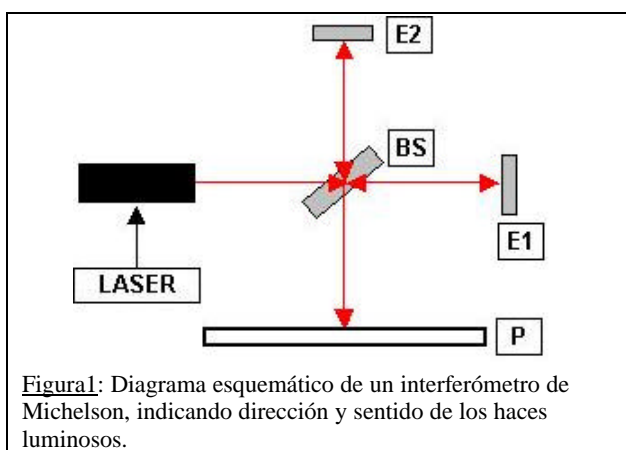 E2
BS
E1
LASER
P
Figura1: Diagrama esquemático de un interferómetro de
Michelson, indicando dirección y sentido de los haces
luminosos.